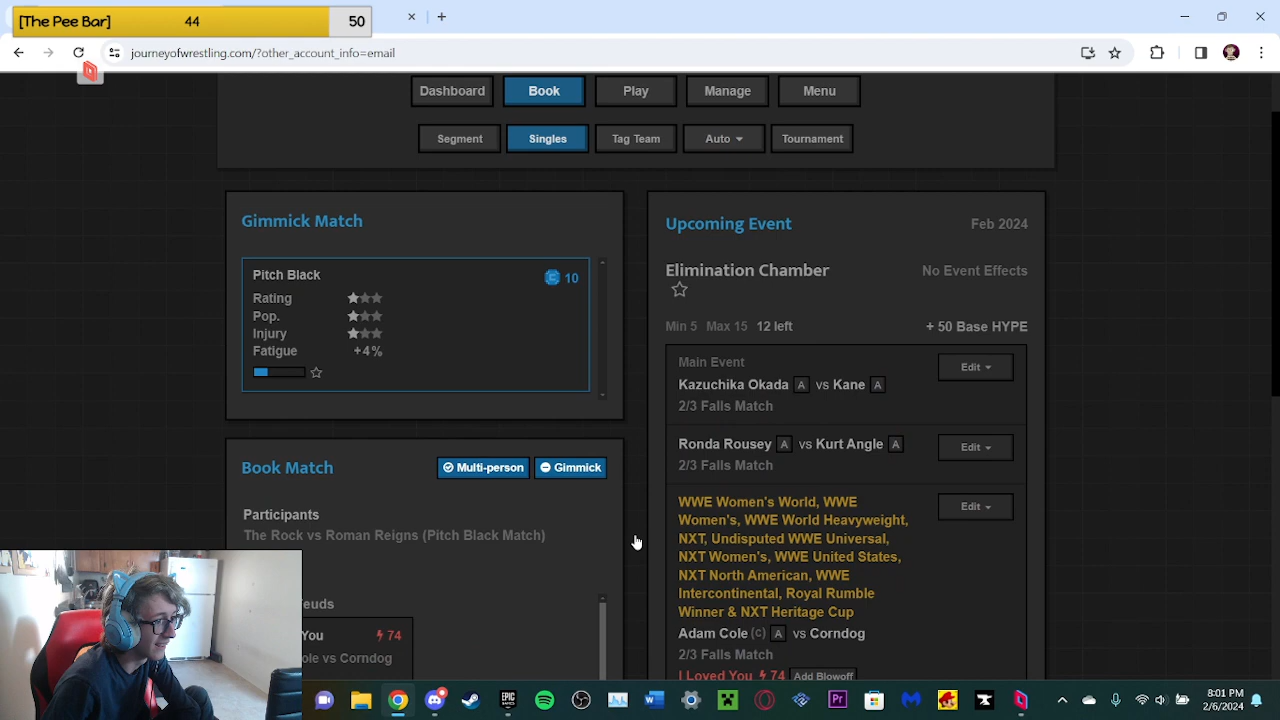 [The Pee Bar] 44 50
journeyofwrestling.com/?other_account_info=email
Dashboard Book Play Manage Menu
Segment Singles Tag Team Auto Tournament
Gimmick Match
Pitch Black 10
Rating
Pop.
Injury
Fatigue +4%
Book Match Multi-person Gimmick
Participants
The Rock vs Roman Reigns (Pitch Black Match)
euds
You 74
ole vs Corndog
Upcoming Event Feb 2024
Elimination Chamber No Event Effects
Min 5 Max 15 12 left + 50 Base HYPE
Main Event Edit
Kazuchika Okada A vs Kane A
2/3 Falls Match
Ronda Rousey A vs Kurt Angle A Edit
2/3 Falls Match
WWE Women's World, WWE Edit
Women's, WWE World Heavyweight,
NXT, Undisputed WWE Universal,
NXT Women's, WWE United States,
NXT North American, WWE
Intercontinental, Royal Rumble
Winner & NXT Heritage Cup
Adam Cole (c) A vs Corndog
2/3 Falls Match
I Loved You 74 Add Blowoff
EPIC
Pr
8:01 PM
2/6/2024